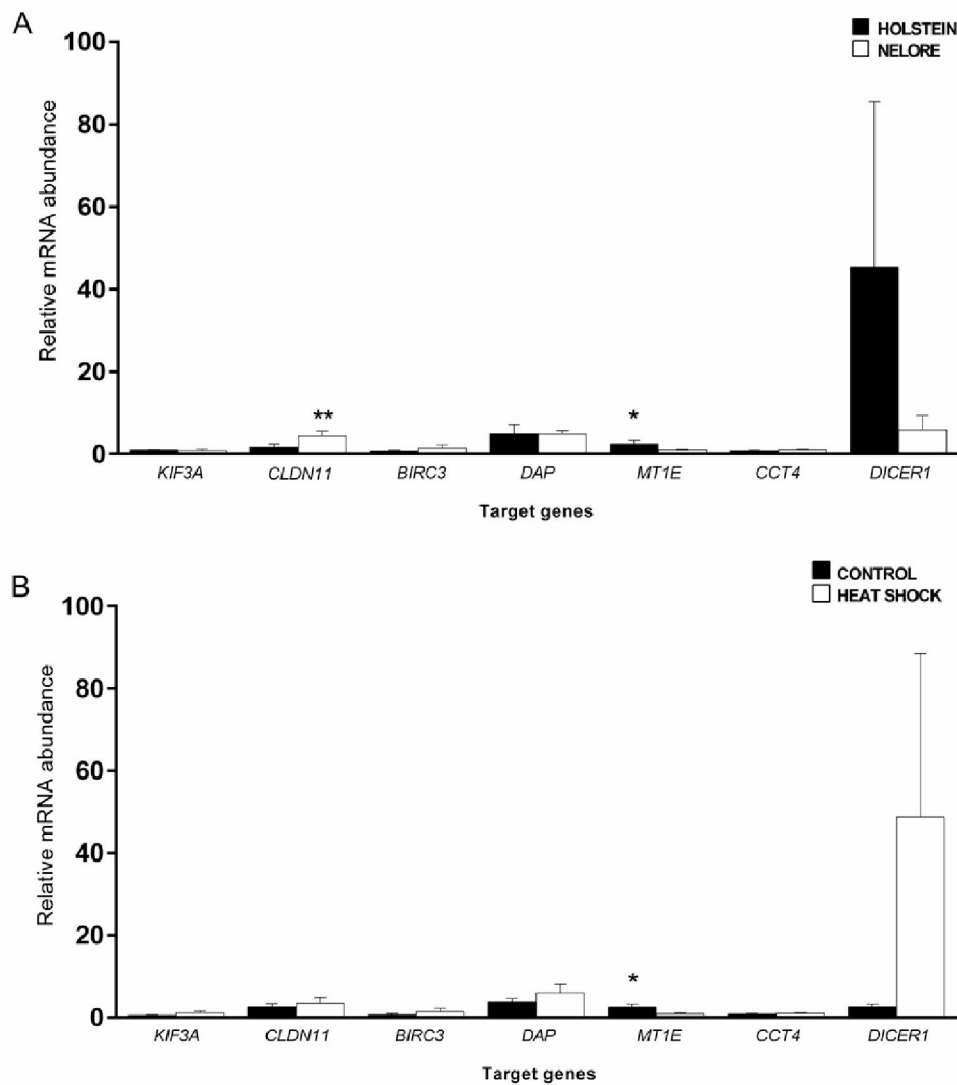 A
HOLSTEIN
NELORE
Relative mRNA abundance
100
80
60
40
20
0
**
*
KIF3A CLDN11 BIRC3 DAP MT1E CCT4 DICER1
Target genes
B
CONTROL
HEAT SHOCK
Relative mRNA abundance
100
80
60
40
20
0
*
KIF3A CLDN11 BIRC3 DAP MT1E CCT4 DICER1
Target genes